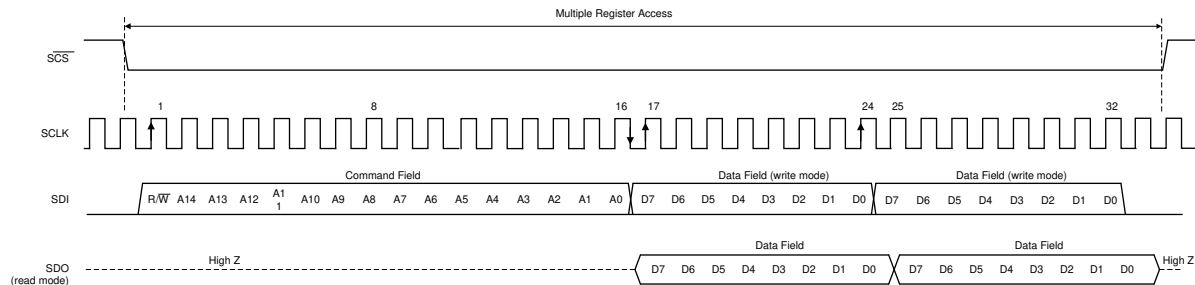 Multiple Register Access
SCS
1 8 16 17 24 25 32
SCLK
Command Field Data Field (write mode) Data Field (write mode)
SDI R/W A14 A13 A12 A1 A10 A9 A8 A7 A6 A5 A4 A3 A2 A1 A0 D7 D6 D5 D4 D3 D2 D1 D0 D7 D6 D5 D4 D3 D2 D1 D0
1
Data Field Data Field
High Z High Z
SDO D7 D6 D5 D4 D3 D2 D1 D0 D7 D6 D5 D4 D3 D2 D1 D0
(read mode)